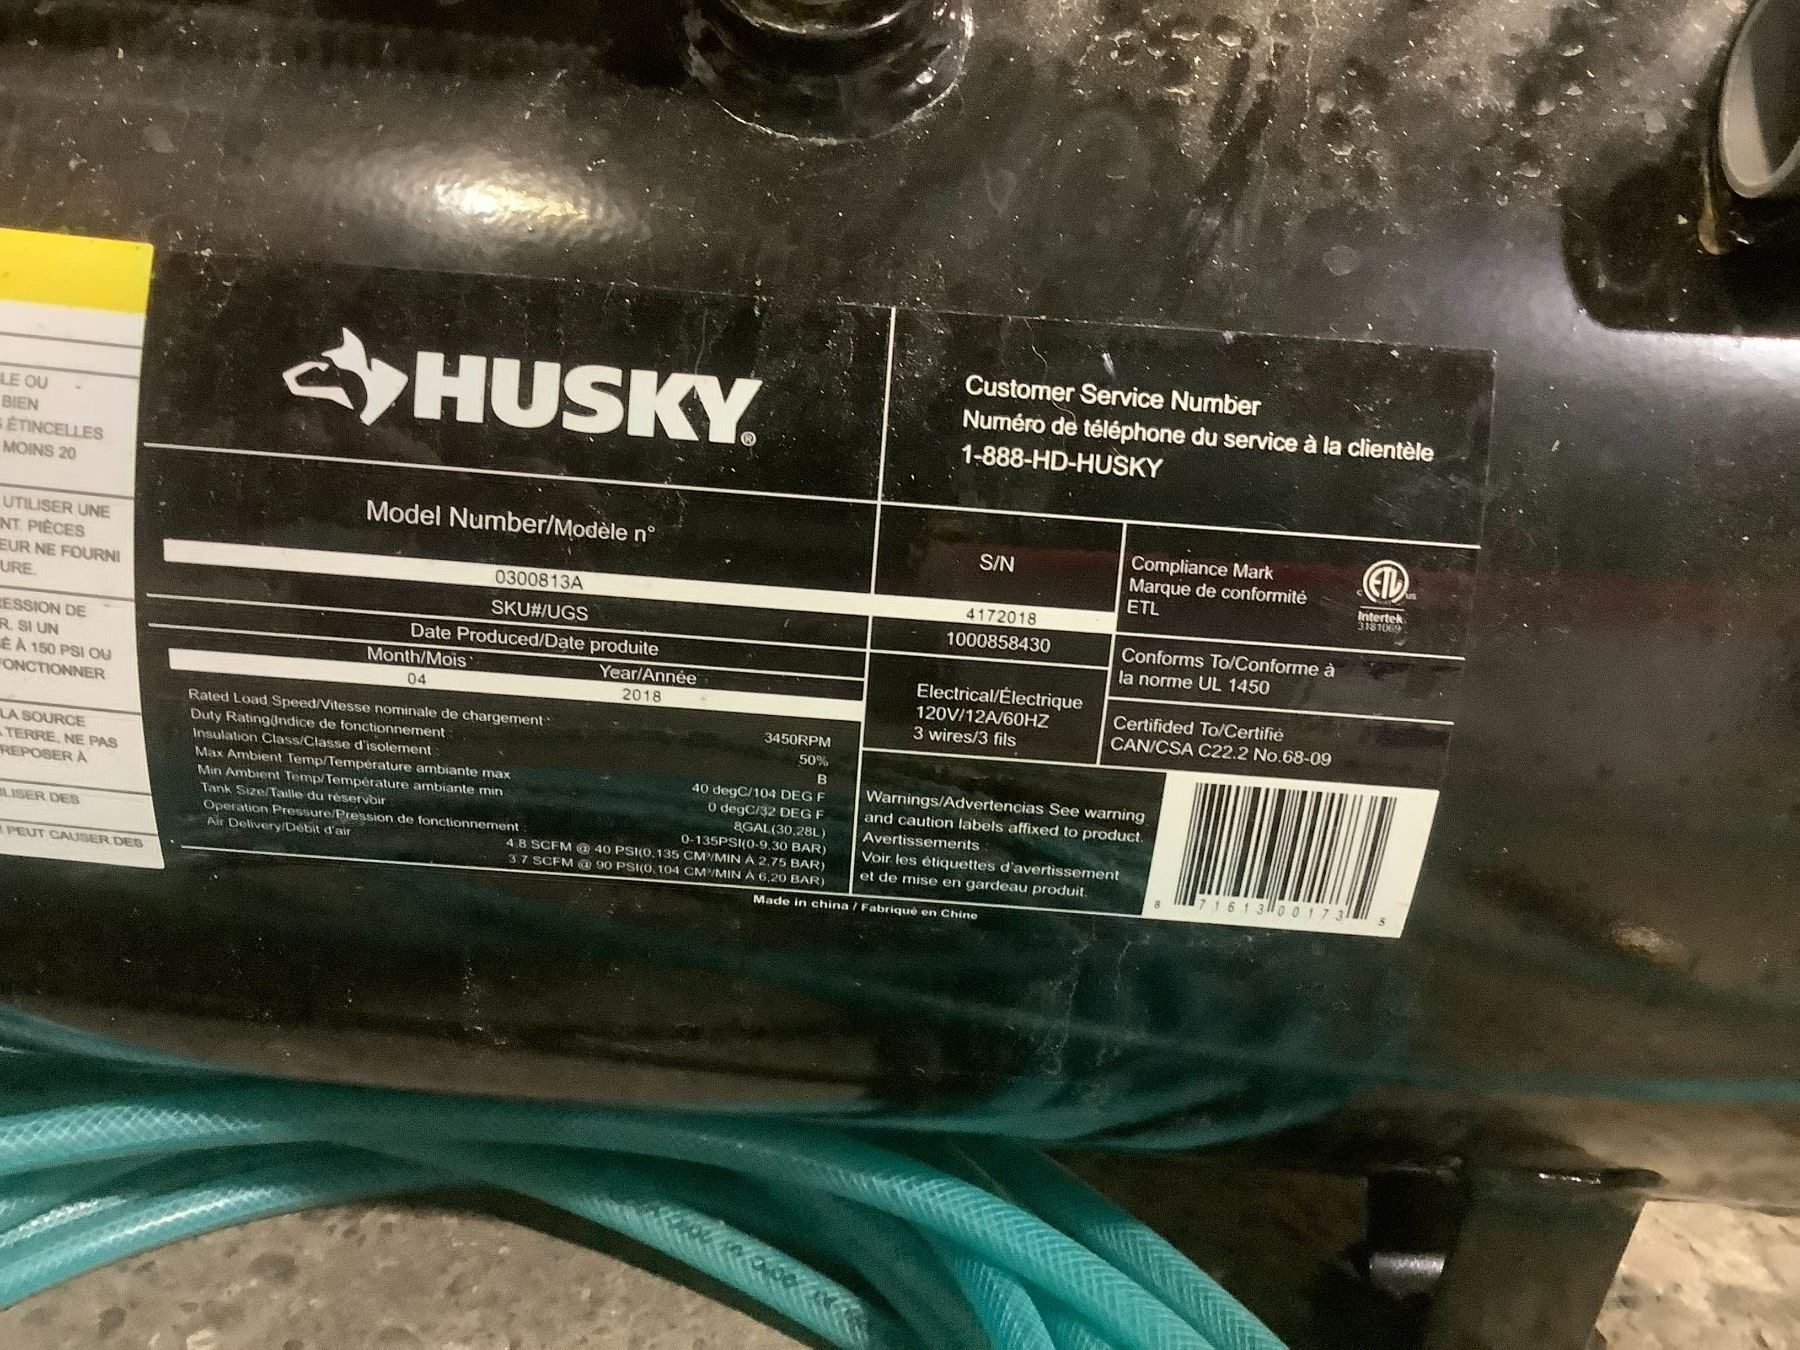 LE OU
BIEN
ÉTINCELLES
MOINS 20
UTILISER UNE
NT. PIÈCES
EUR NE FOURNI
URE.
ESSION DE
R. SI UN
É À 150 PSI OU
FONCTIONNER
LA SOURCE
TERRE, NE PAS
REPOSER À
ILISER DES
PEUT CAUSER DES
HUSKY®
Customer Service Number
Numéro de téléphone du service à la clientèle
1-888-HD-HUSKY
Model Number/Modèle n°
0300813A
SKU#/UGS
Date Produced/Date produite
Month/Mois Year/Année
04 2018
Rated Load Speed/Vitesse nominale de chargement : 3450RPM
Duty Rating/Indice de fonctionnement : 50%
Insulation Class/Classe d'isolement : B
Max Ambient Temp/Température ambiante max 40 degC/104 DEG F
Min Ambient Temp/Température ambiante min 0 degC/32 DEG F
Tank Size/Taille du réservoir 8GAL(30,28L)
Operation Pressure/Pression de fonctionnement : 0-135PSI(0-9,30 BAR)
Air Delivery/Débit d'air 4.8 SCFM @ 40 PSI(0,135 CM³/MIN À 2,75 BAR)
3.7 SCFM @ 90 PSI(0,104 CM³/MIN À 6,20 BAR)
S/N
4172018
1000858430
Electrical/Électrique
120V/12A/60HZ
3 wires/3 fils
Compliance Mark
Marque de conformité
ETL
ETL
C US
Intertek
3181069
Conforms To/Conforme à
la norme UL 1450
Certifided To/Certifié
CAN/CSA C22.2 No.68-09
Warnings/Advertencias See warning
and caution labels affixed to product.
Avertissements :
Voir les étiquettes d'avertissement
et de mise en gardeau produit.
8 71613 00173 5
Made in china / Fabriqué en Chine